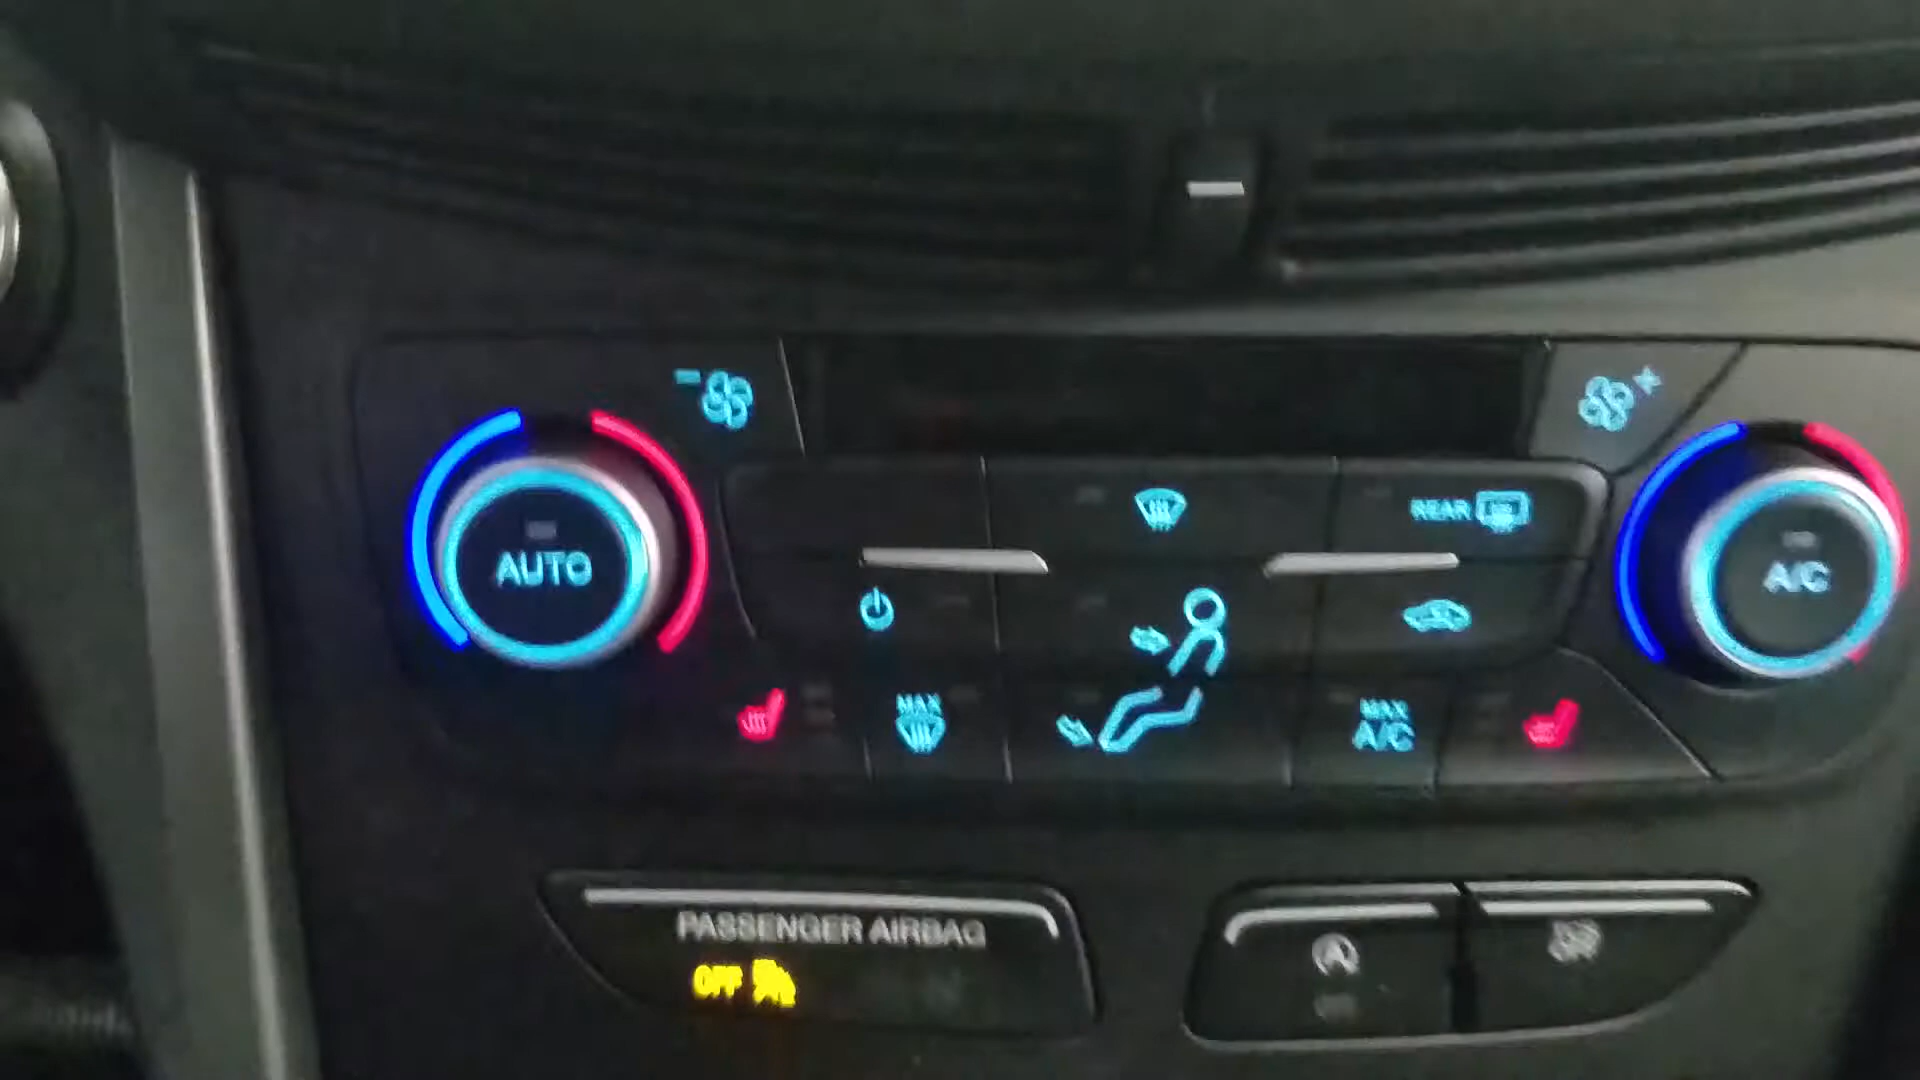 REAR
AUTO
A/C
MAX
MAX
A/C
PASSENGER AIRBAG
OFF